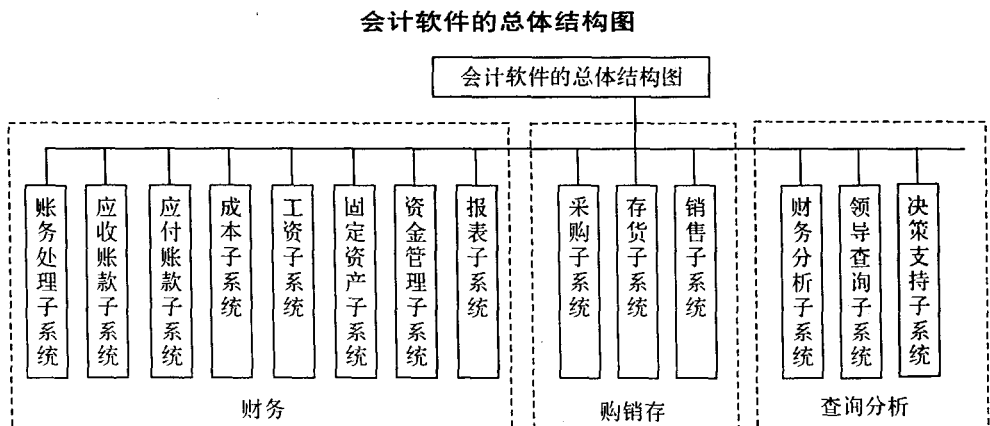 会计软件的总体结构图
会计软件的总体结构图
账务处理子系统
应收账款子系统
应付账款子系统
成本子系统
工资子系统
固定资产子系统
资金管理子系统
报表子系统
采购子系统
存货子系统
销售子系统
财务分析子系统
领导查询子系统
决策支持子系统
财务
购销存
查询分析